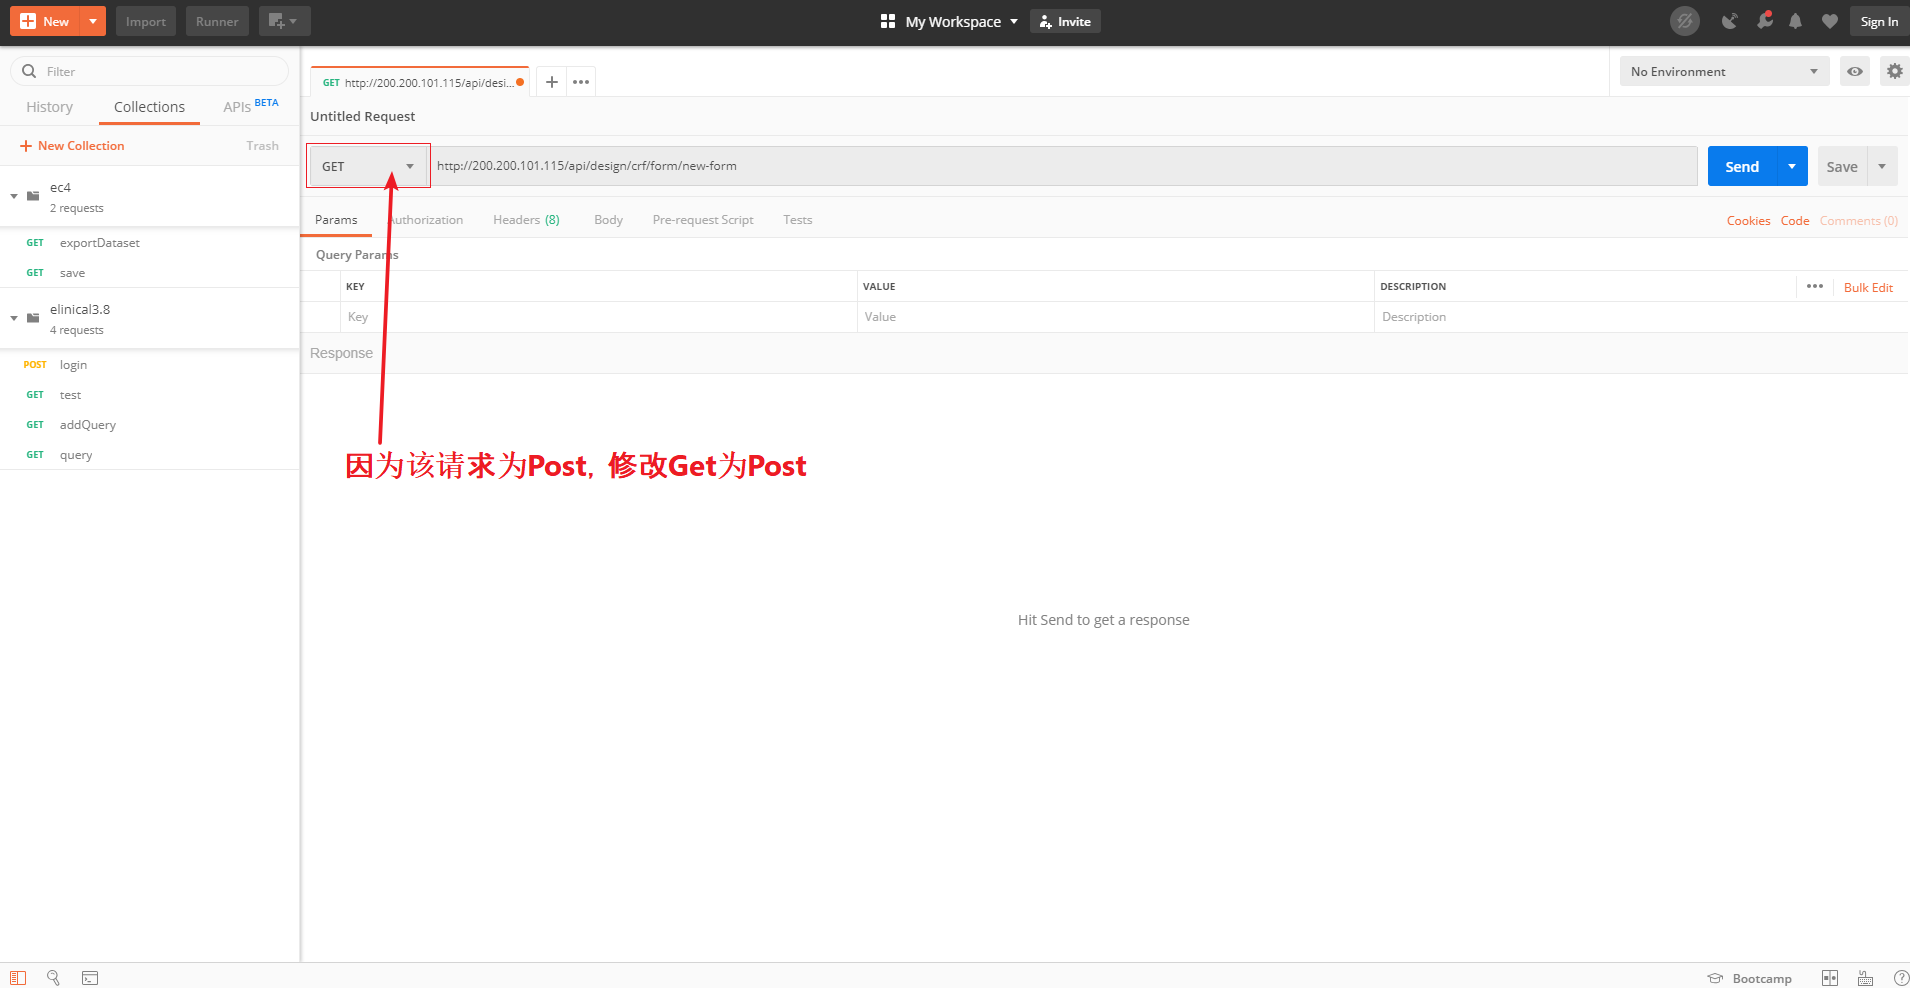 New
Import
Runner
My Workspace
Invite
Sign In
Filter
History
Collections
APIs BETA
New Collection
Trash
ec4
2 requests
GET exportDataset
GET save
elinical3.8
4 requests
POST login
GET test
GET addQuery
GET query
GET http://200.200.101.115/api/desi...
No Environment
Untitled Request
GET
http://200.200.101.115/api/design/crf/form/new-form
Send
Save
Params
Authorization
Headers (8)
Body
Pre-request Script
Tests
Cookies
Code
Comments (0)
Query Params
KEY
VALUE
DESCRIPTION
Bulk Edit
Key
Value
Description
Response
因为该请求为Post, 修改Get为Post
Hit Send to get a response
Bootcamp